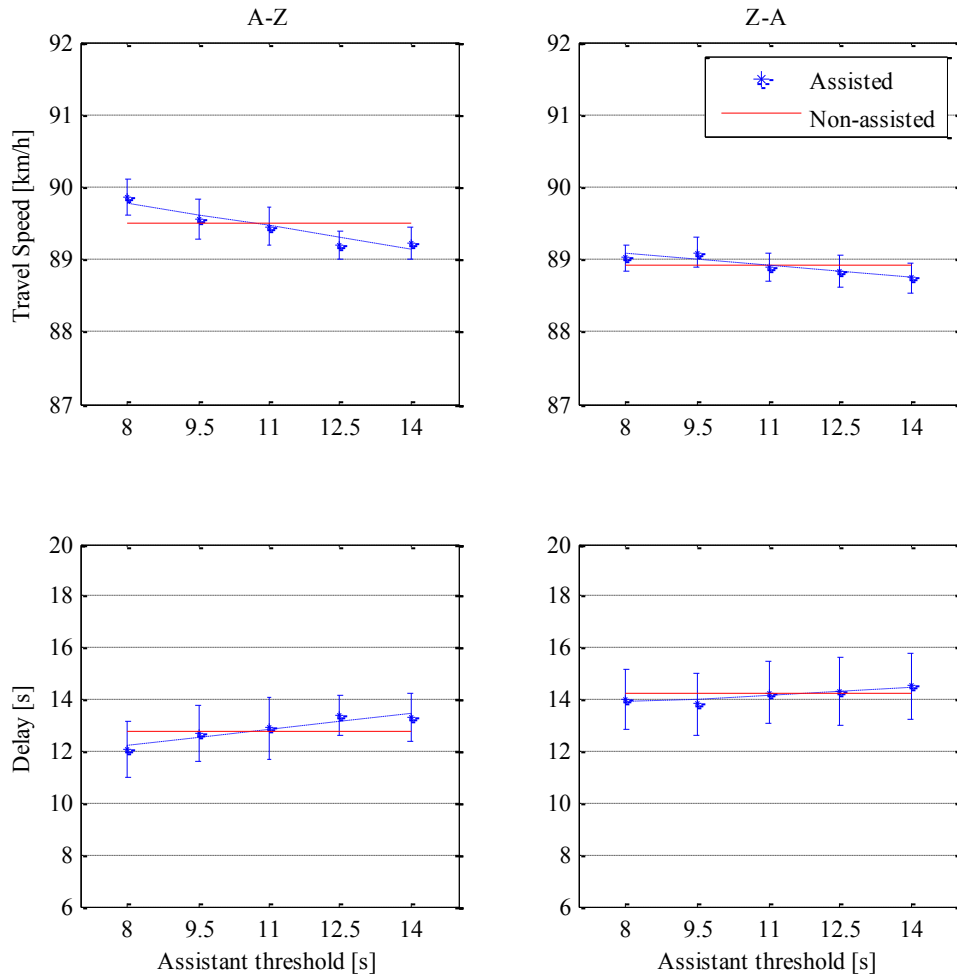 A-Z
Z-A
92
91
90
89
88
87
Travel Speed [km/h]
8 9.5 11 12.5 14
92
91
90
89
88
87
Assisted
Non-assisted
8 9.5 11 12.5 14
20
18
16
14
12
10
8
6
Delay [s]
8 9.5 11 12.5 14
Assistant threshold [s]
20
18
16
14
12
10
8
6
8 9.5 11 12.5 14
Assistant threshold [s]